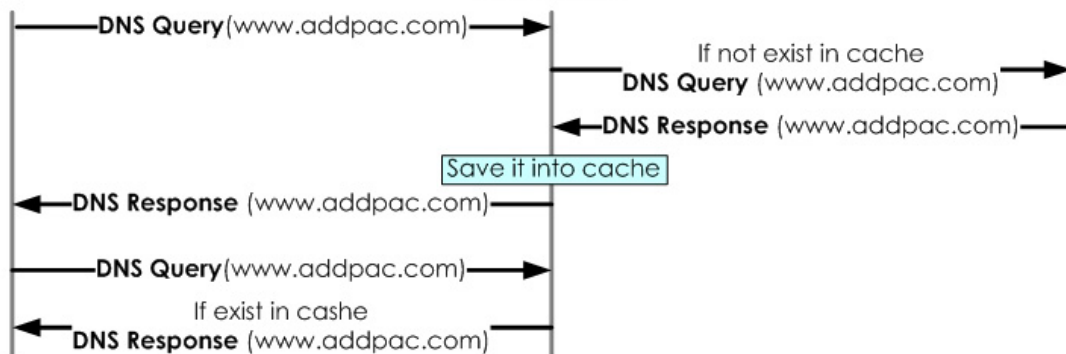 DNS Query(www.addpac.com)
If not exist in cache
DNS Query (www.addpac.com)
DNS Response (www.addpac.com)
Save it into cache
DNS Response (www.addpac.com)
DNS Query(www.addpac.com)
If exist in cashe
DNS Response (www.addpac.com)